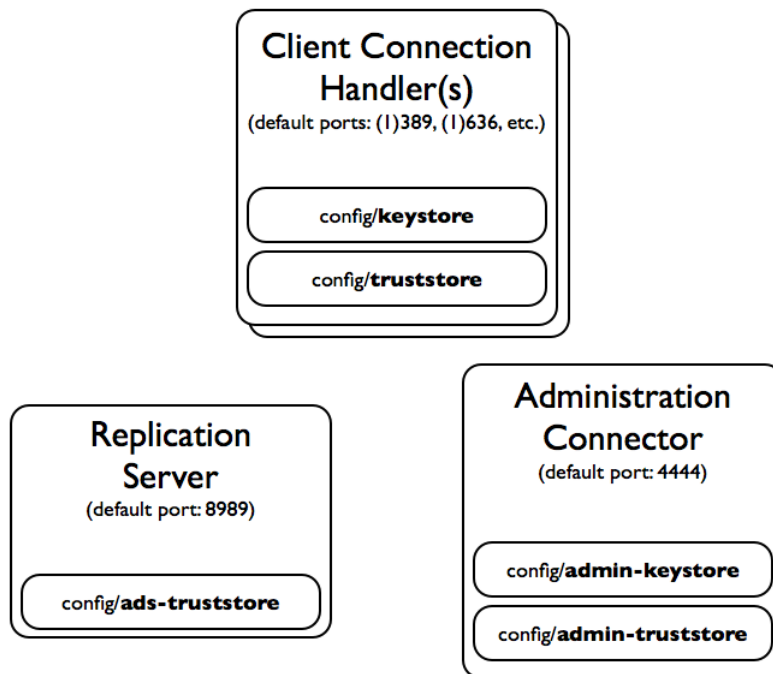 Client Connection
Handler(s)
(default ports: (1)389, (1)636, etc.)
config/keystore
config/truststore
Replication
Server
(default port: 8989)
config/ads-truststore
Administration
Connector
(default port: 4444)
config/admin-keystore
config/admin-truststore